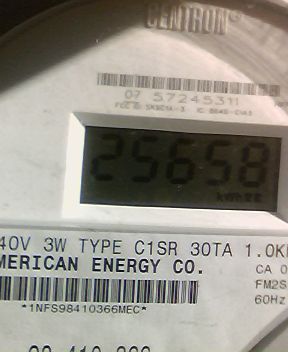 CENTRON®
07 57245311
25658
40V 3W TYPE C1SR 30TA 1.0K
MERICAN ENERGY CO.
CA 0
FM2S
60Hz
*1NFS98410366MEC*